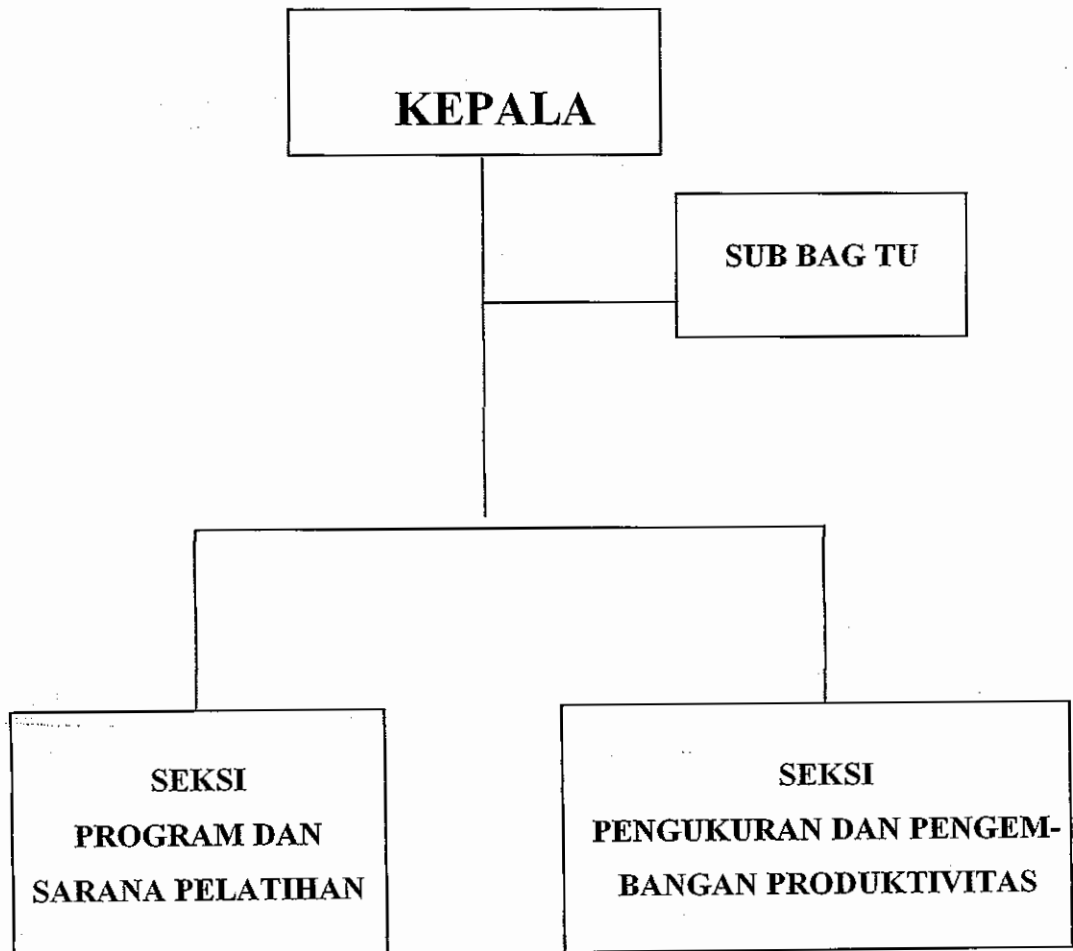 KEPALA
SUB BAG TU
SEKSI
PROGRAM DAN
SARANA PELATIHAN
SEKSI
PENGUKURAN DAN PENGEM-
BANGAN PRODUKTIVITAS